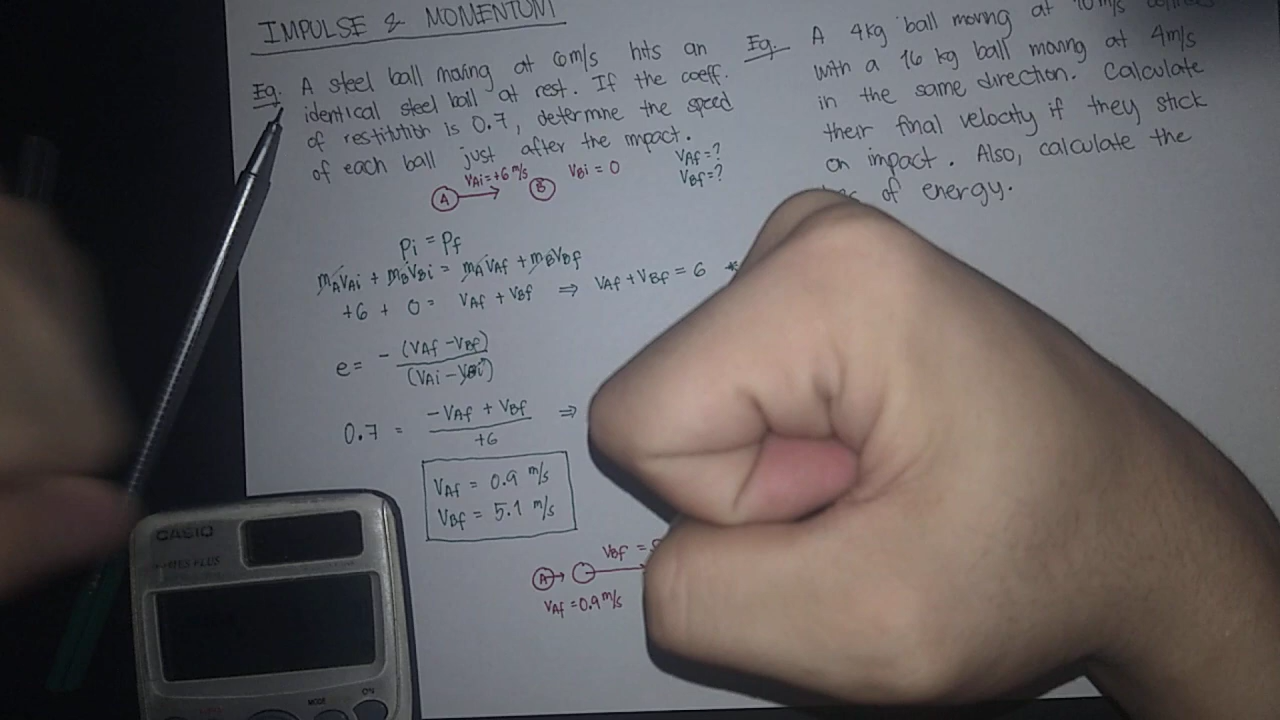 IMPULSE & MOMENTUM
Eg. A steel ball moving at 6m/s hits an
identical steel ball at rest. If the coeff.
of restitution is 0.7, determine the speed
of each ball just after the impact.
VAi=+6 m/s
VBi = 0
VAf=?
VBf=?
A
B
Pi = Pf
mAVAi + mBVBi = mAVAf + mBVBf
+6 + 0 = VAf + VBf ⇒ VAf + VBf = 6 *
e= - (VAf - VBf)
(VAi - VBi)
0.7 = -VAf + VBf ⇒
+6
VAf = 0.9 m/s
VBf = 5.1 m/s
VBf =
A
VAf = 0.9 m/s
Eg. A 4kg ball moving at 10m/s
with a 16 kg ball moving at 4m/s
in the same direction. Calculate
their final velocity if they stick
on impact. Also, calculate the
of energy.
CASIO
PLUS
MODE
ON